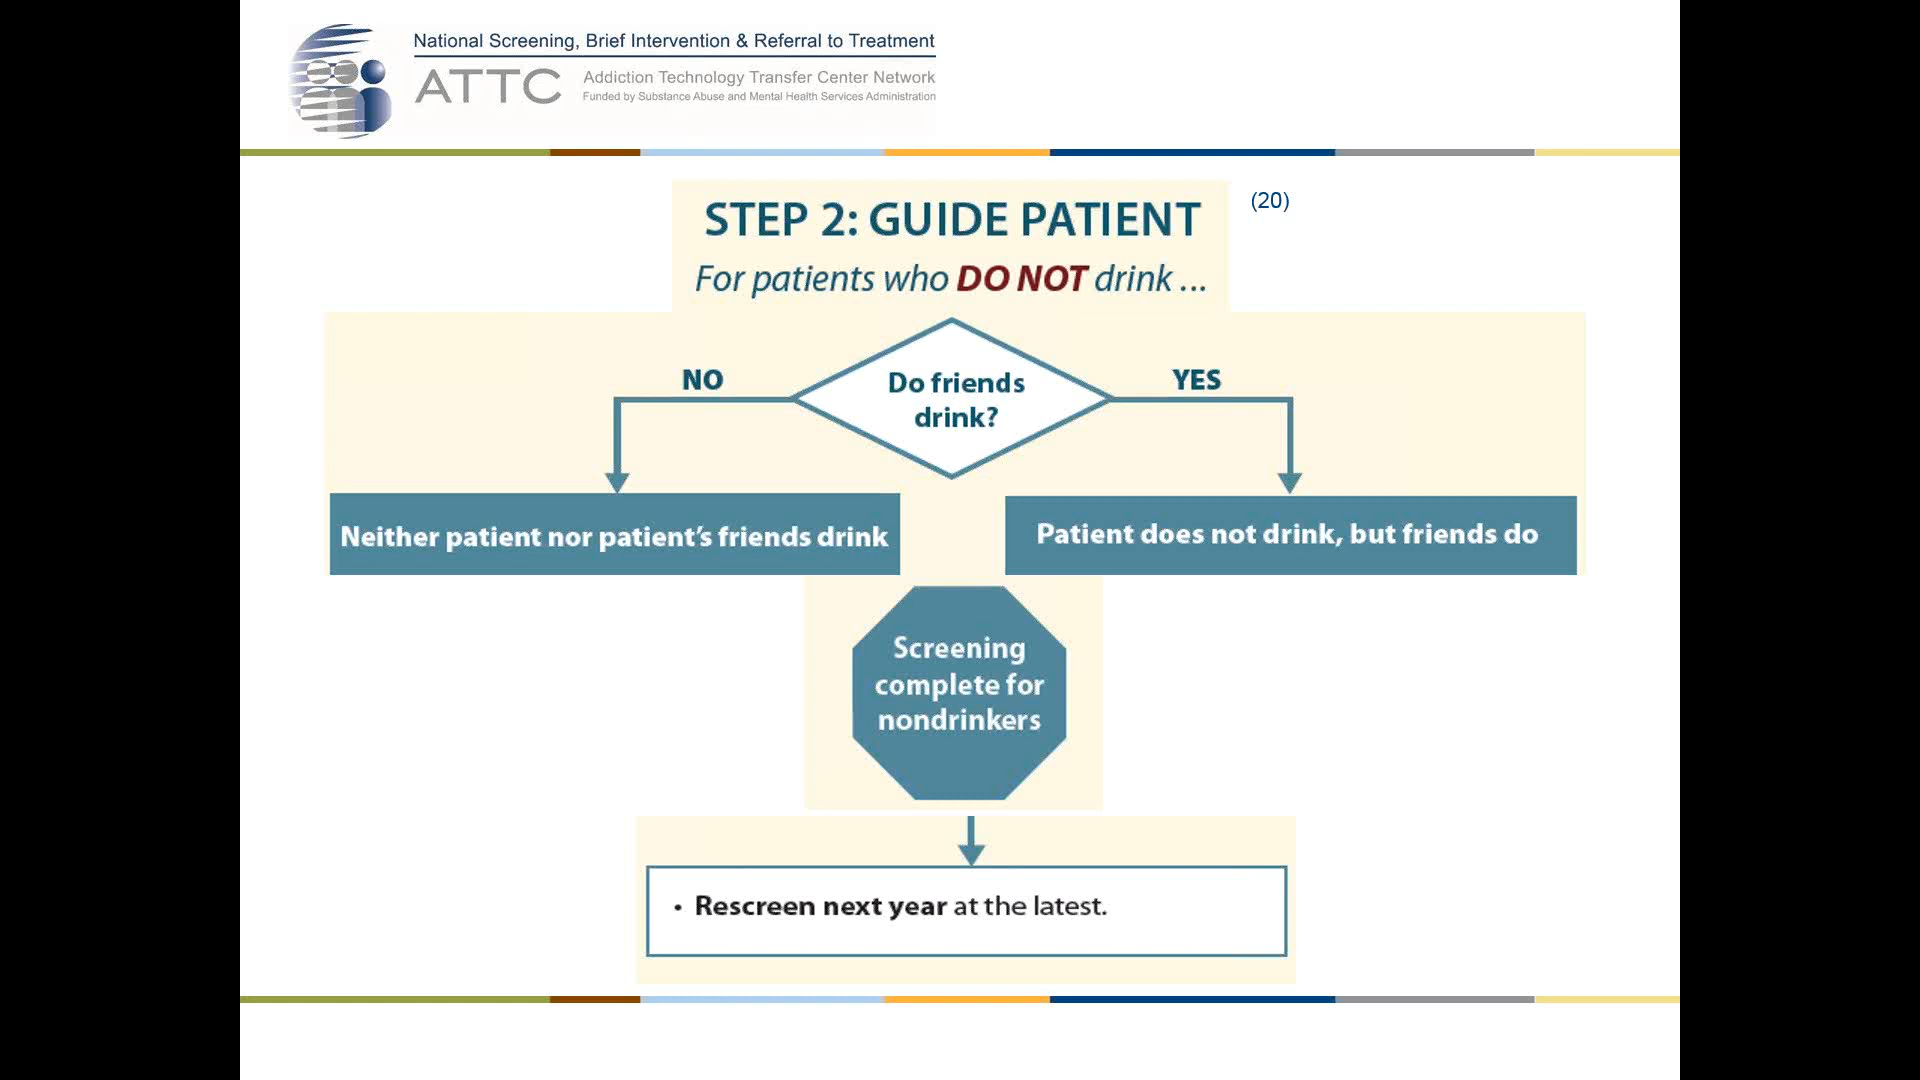 National Screening, Brief Intervention & Referral to Treatment
ATTC
Addiction Technology Transfer Center Network
Funded by Substance Abuse and Mental Health Services Administration
STEP 2: GUIDE PATIENT
(20)
For patients who DO NOT drink ...
Do friends
drink?
NO
YES
Neither patient nor patient’s friends drink
Patient does not drink, but friends do
Screening
complete for
nondrinkers
• Rescreen next year at the latest.